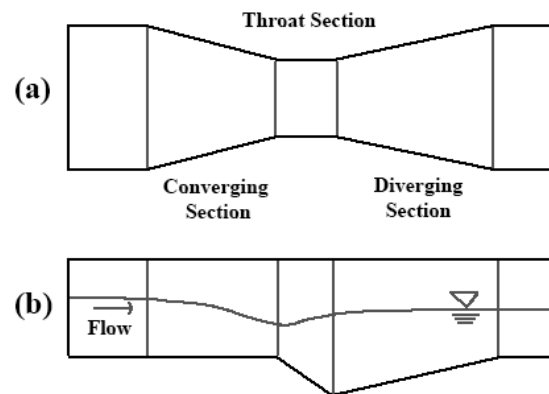 Throat Section
(a)
Converging
Section
Diverging
Section
(b)
Flow